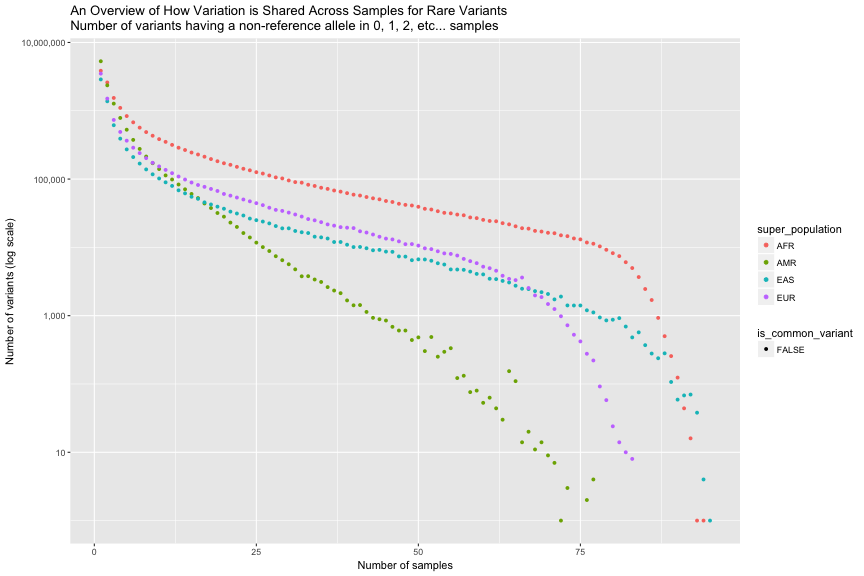 An Overview of How Variation is Shared Across Samples for Rare Variants
Number of variants having a non-reference allele in 0, 1, 2, etc... samples
Number of variants (log scale)
10,000,000
100,000
1,000
10
0
25
50
75
Number of samples
super_population
AFR
AMR
EAS
EUR
is_common_variant
FALSE